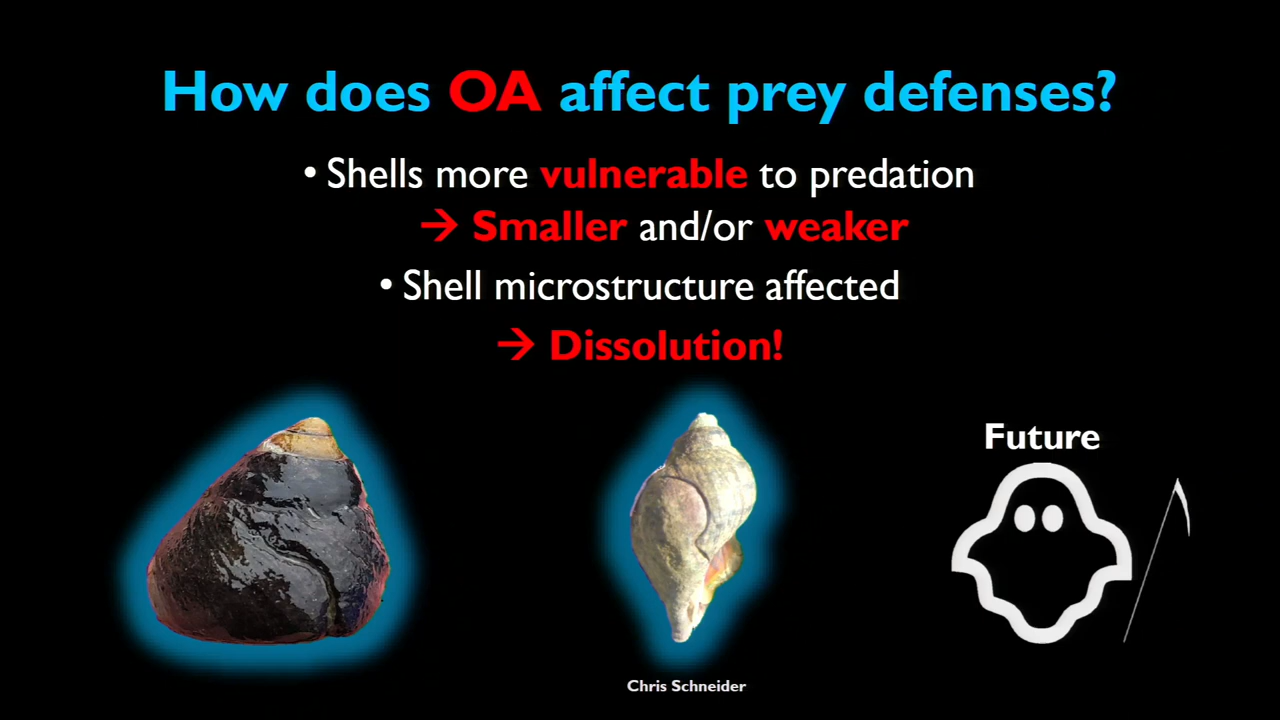 How does OA affect prey defenses?
• Shells more vulnerable to predation
→ Smaller and/or weaker
• Shell microstructure affected
→ Dissolution!
Future
Chris Schneider